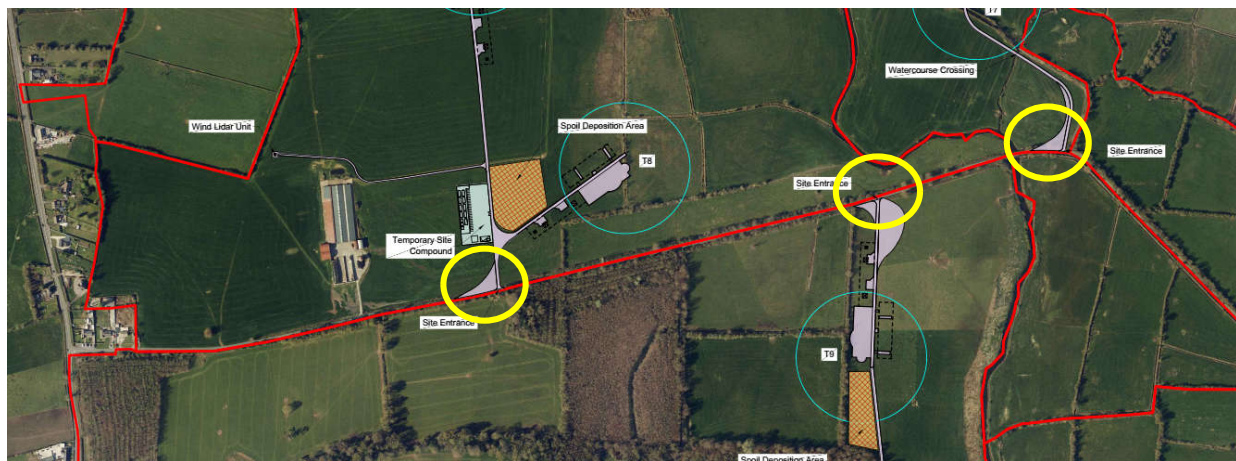 T7
Watercourse Crossing
Wind Lidar Unit
Spoil Deposition Area
T8
Site Entrance
Site Entrance
Temporary Site
Compound
Site Entrance
T9
Spoil Deposition Area